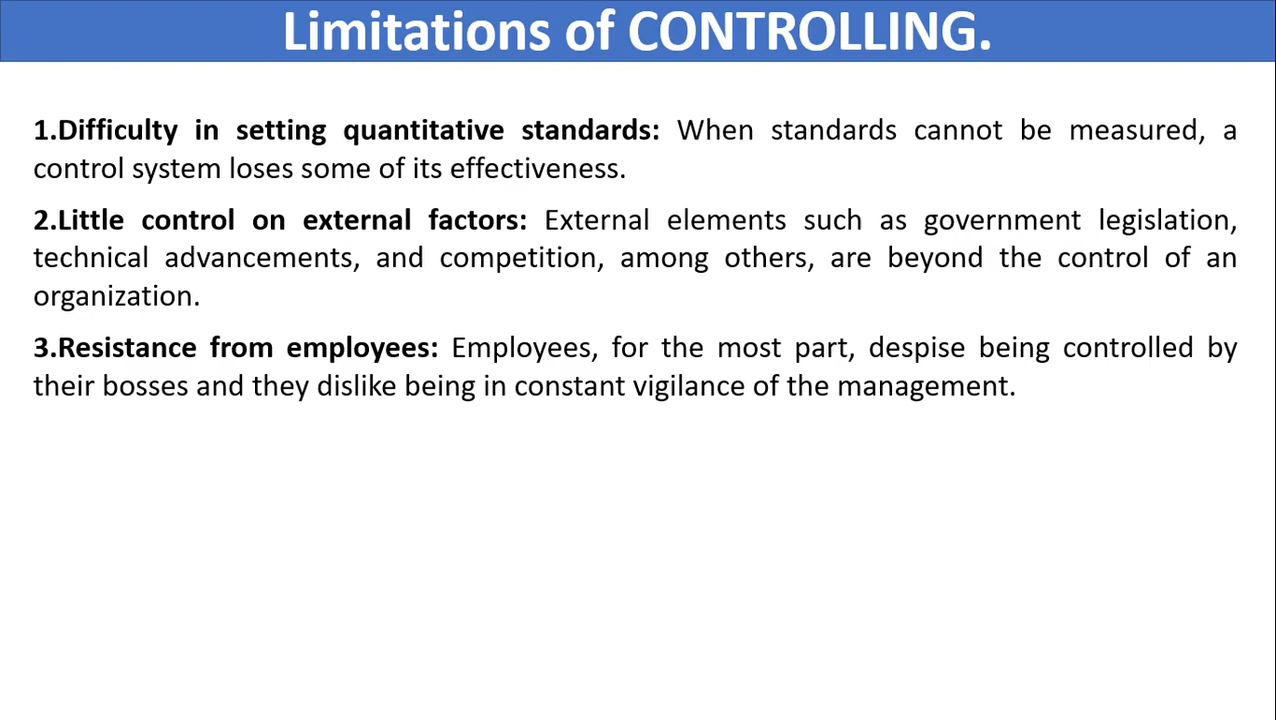 Limitations of CONTROLLING.
1.Difficulty in setting quantitative standards: When standards cannot be measured, a
control system loses some of its effectiveness.
2.Little control on external factors: External elements such as government legislation,
technical advancements, and competition, among others, are beyond the control of an
organization.
3.Resistance from employees: Employees, for the most part, despise being controlled by
their bosses and they dislike being in constant vigilance of the management.